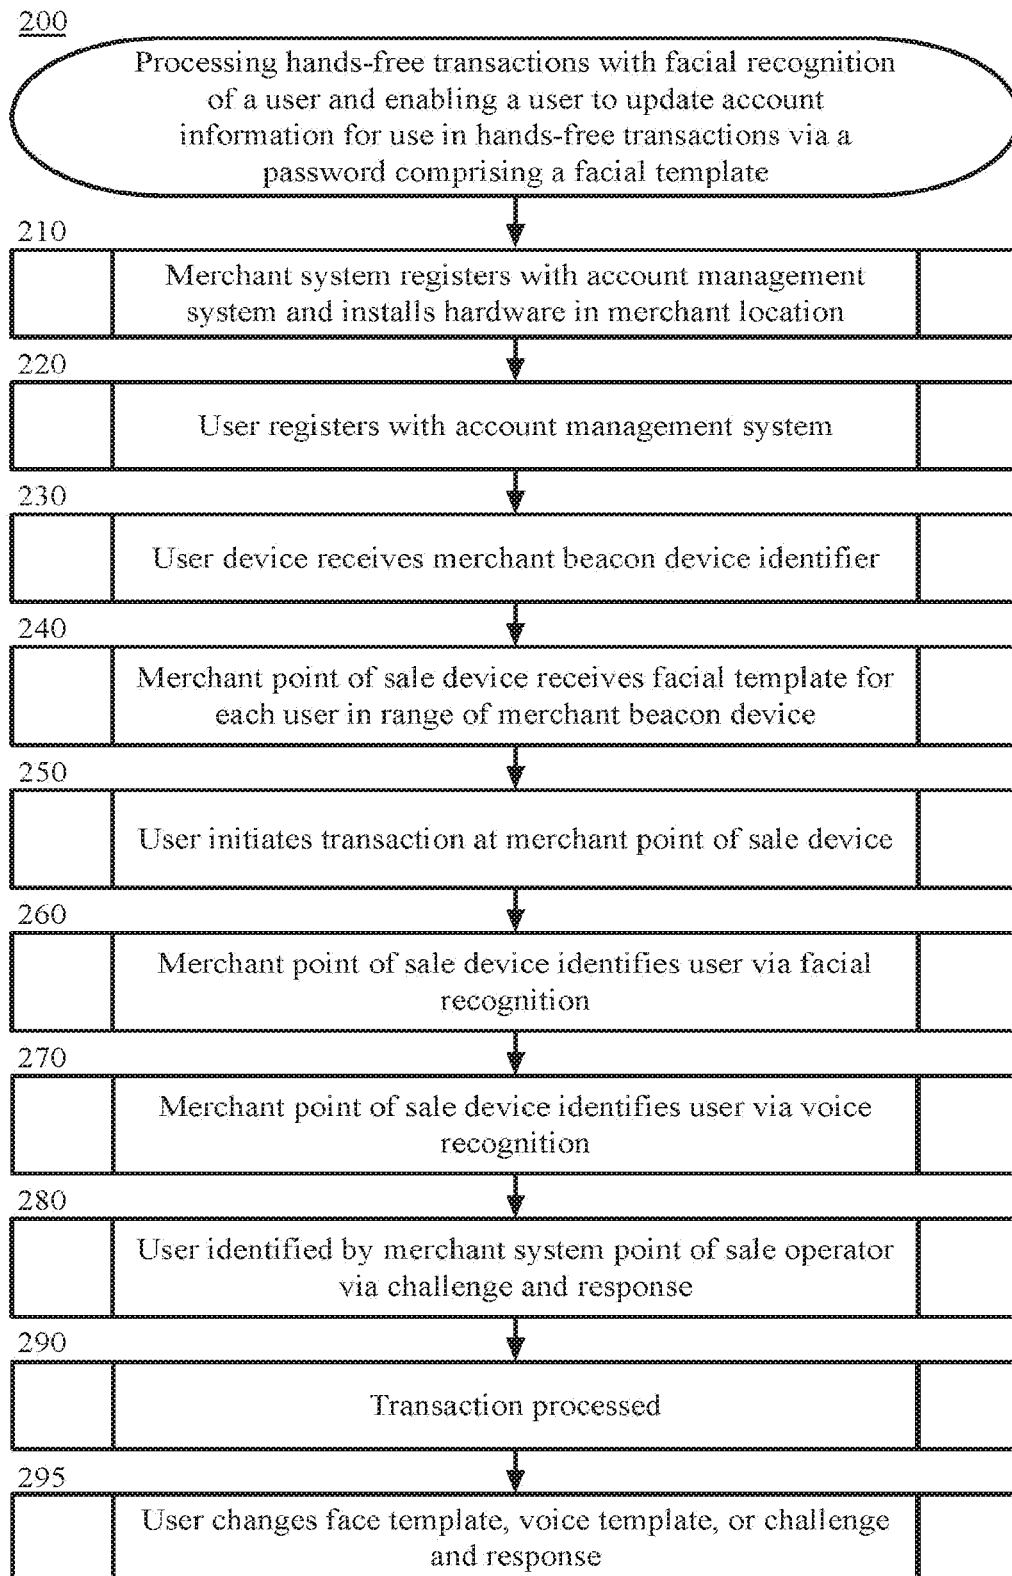 200
Processing hands-free transactions with facial recognition
of a user and enabling a user to update account
information for use in hands-free transactions via a
password comprising a facial template
210
Merchant system registers with account management
system and installs hardware in merchant location
220
User registers with account management system
230
User device receives merchant beacon device identifier
240
Merchant point of sale device receives facial template for
each user in range of merchant beacon device
250
User initiates transaction at merchant point of sale device
260
Merchant point of sale device identifies user via facial
recognition
270
Merchant point of sale device identifies user via voice
recognition
280
User identified by merchant system point of sale operator
via challenge and response
290
Transaction processed
295
User changes face template, voice template, or challenge
and response